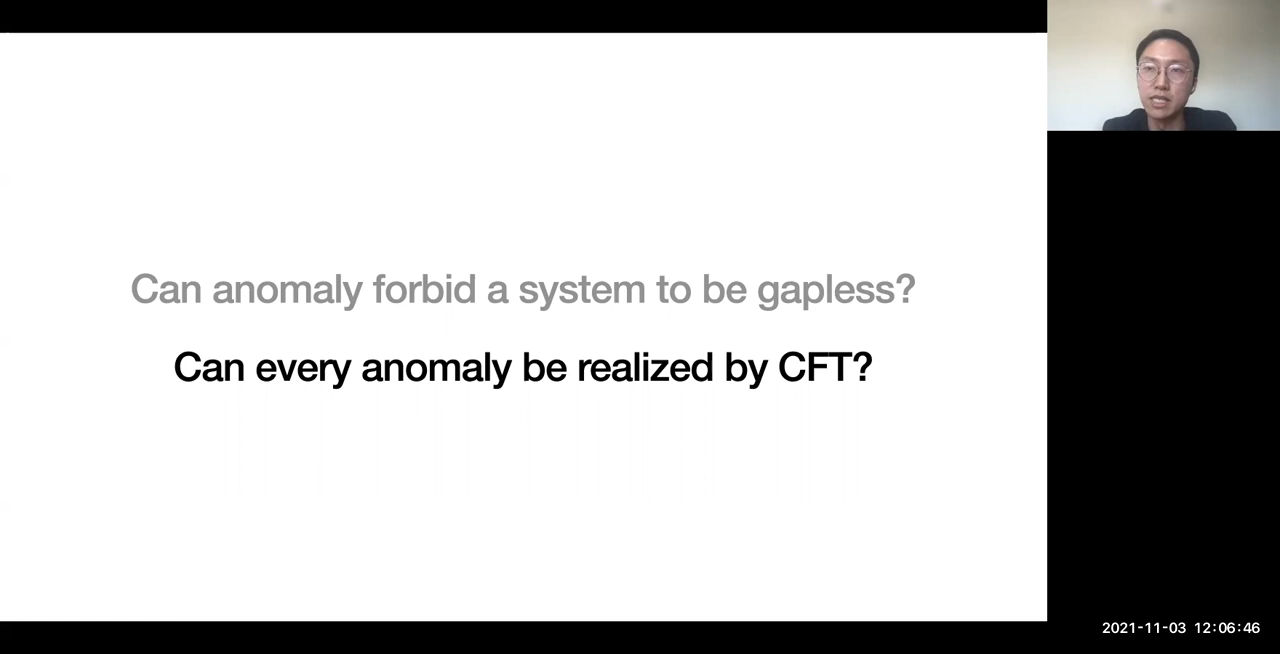 Can anomaly forbid a system to be gapless?
Can every anomaly be realized by CFT?
2021-11-03 12:06:46